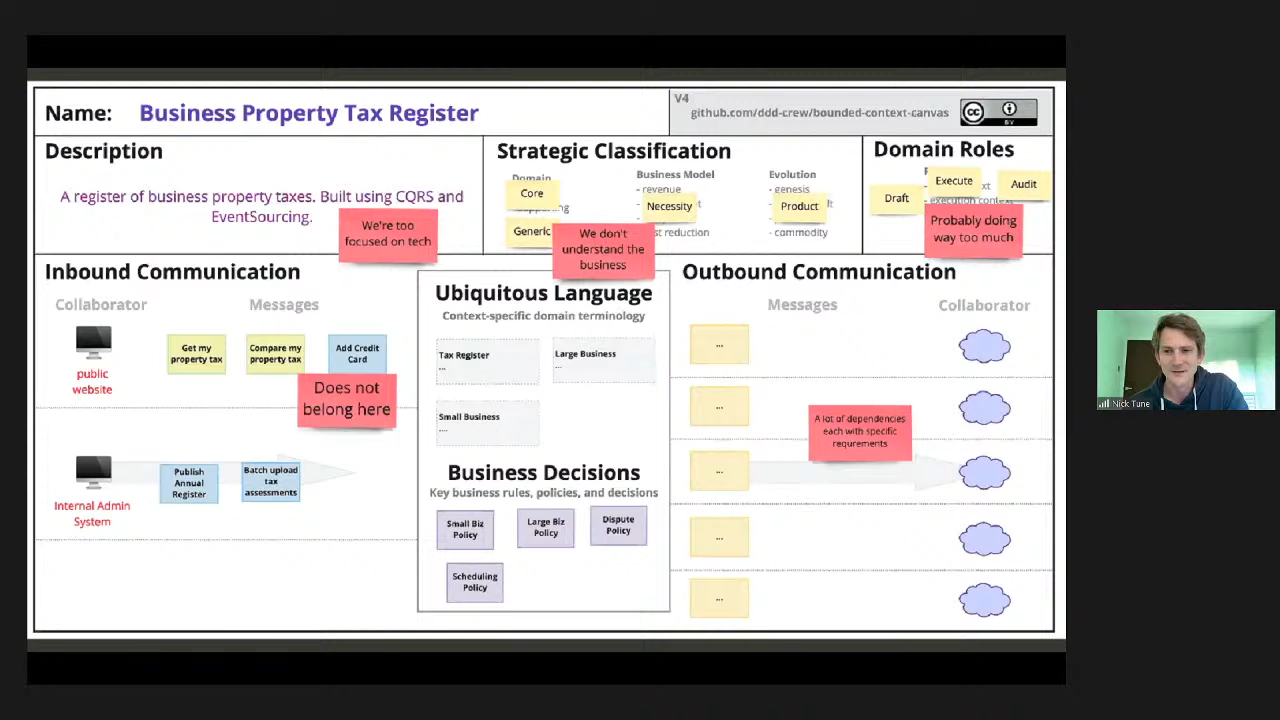 Name: Business Property Tax Register
V4
github.com/ddd-crew/bounded-context-canvas
cc
BY
Description
A register of business property taxes. Built using CQRS and
EventSourcing.
We're too
focused on tech
Strategic Classification
Domain
Core
Generic
Business Model
- revenue
Necessity
Evolution
- genesis
Product
- commodity
We don't
understand the
business
Domain Roles
Draft
Execute
Audit
- execution context
Probably doing
way too much
Inbound Communication
Collaborator
Messages
public
website
Get my
property tax
Compare my
property tax
Add Credit
Card
Does not
belong here
Internal Admin
System
Publish
Annual
Register
Batch upload
tax
assessments
Ubiquitous Language
Context-specific domain terminology
Tax Register
...
Large Business
...
Small Business
....
Business Decisions
Key business rules, policies, and decisions
Small Biz
Policy
Large Biz
Policy
Dispute
Policy
Scheduling
Policy
Outbound Communication
Messages
Collaborator
...
...
...
...
...
A lot of dependencies
each with specific
requrements
Nick Tune